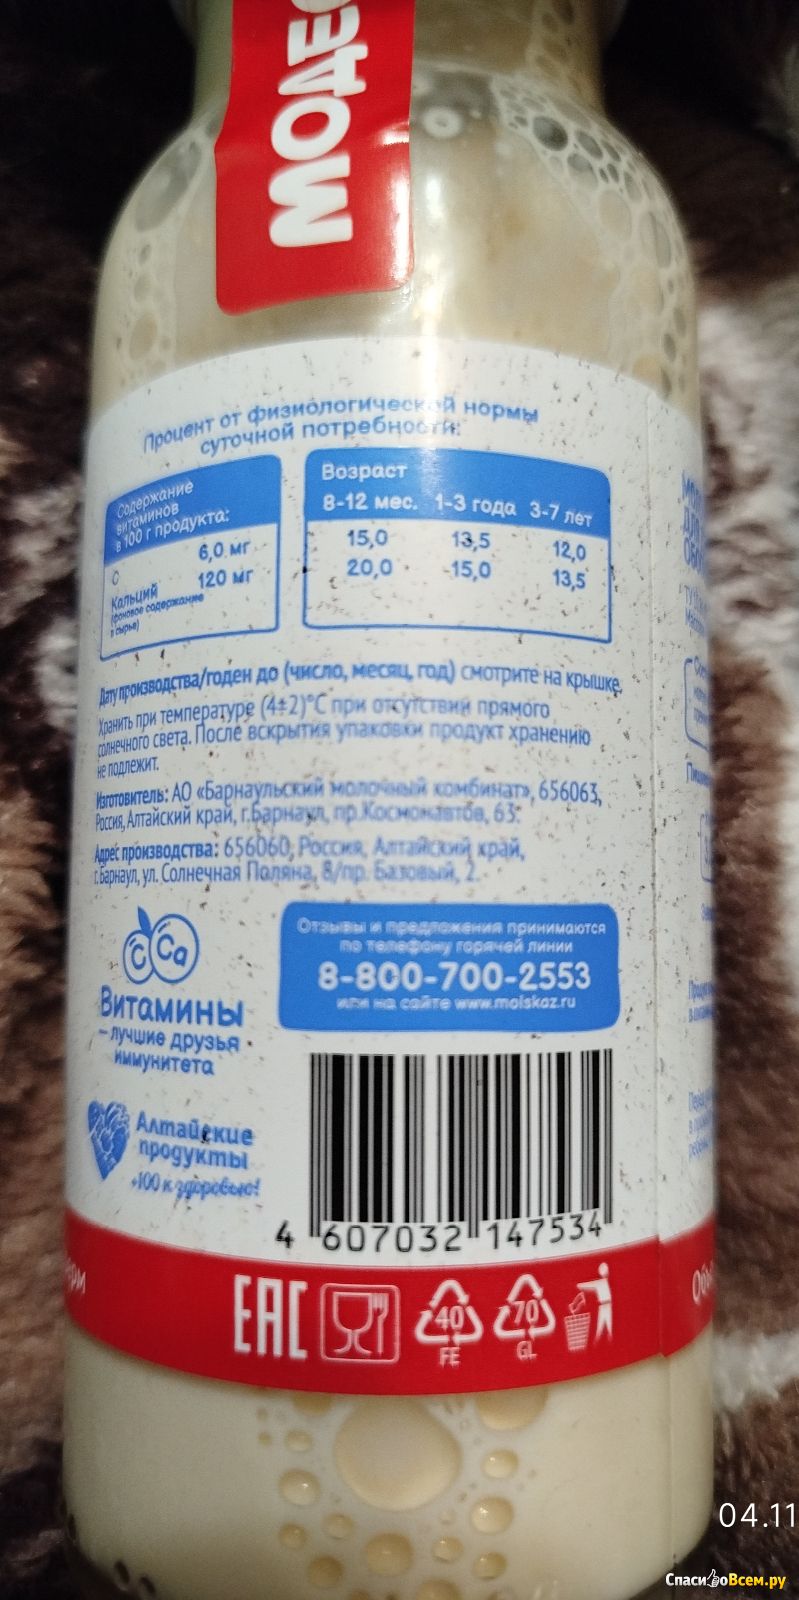 МОДЕС
Процент от физиологической нормы
суточной потребности:
Содержание
витаминов
в 100 г продукта:
С 6,0 мг
Кальций 120 мг
(фоновое содержание
в сырье)
Возраст
8-12 мес. 1-3 года 3-7 лет
15,0 13,5 12,0
20,0 15,0 13,5
Дату производства/годен до (число, месяц, год) смотрите на крышке.
Хранить при температуре (4±2)°С при отсутствии прямого
солнечного света. После вскрытия упаковки продукт хранению
не подлежит.
Изготовитель: АО «Барнаульский молочный комбинат», 656063,
Россия, Алтайский край, г.Барнаул, пр.Космонавтов, 63.
Адрес производства: 656060, Россия, Алтайский край,
г.Барнаул, ул. Солнечная Поляна, 8/пр. Базовый, 2.
С Са
Витамины
– лучшие друзья
иммунитета
Отзывы и предложения принимаются
по телефону горячей линии
8-800-700-2553
или на сайте www.molskaz.ru
Алтайские
продукты
+100 к здоровью!
4 607032 147534
ЕАС
40
FE
70
GL
04.11
СпасибоВсем.ру